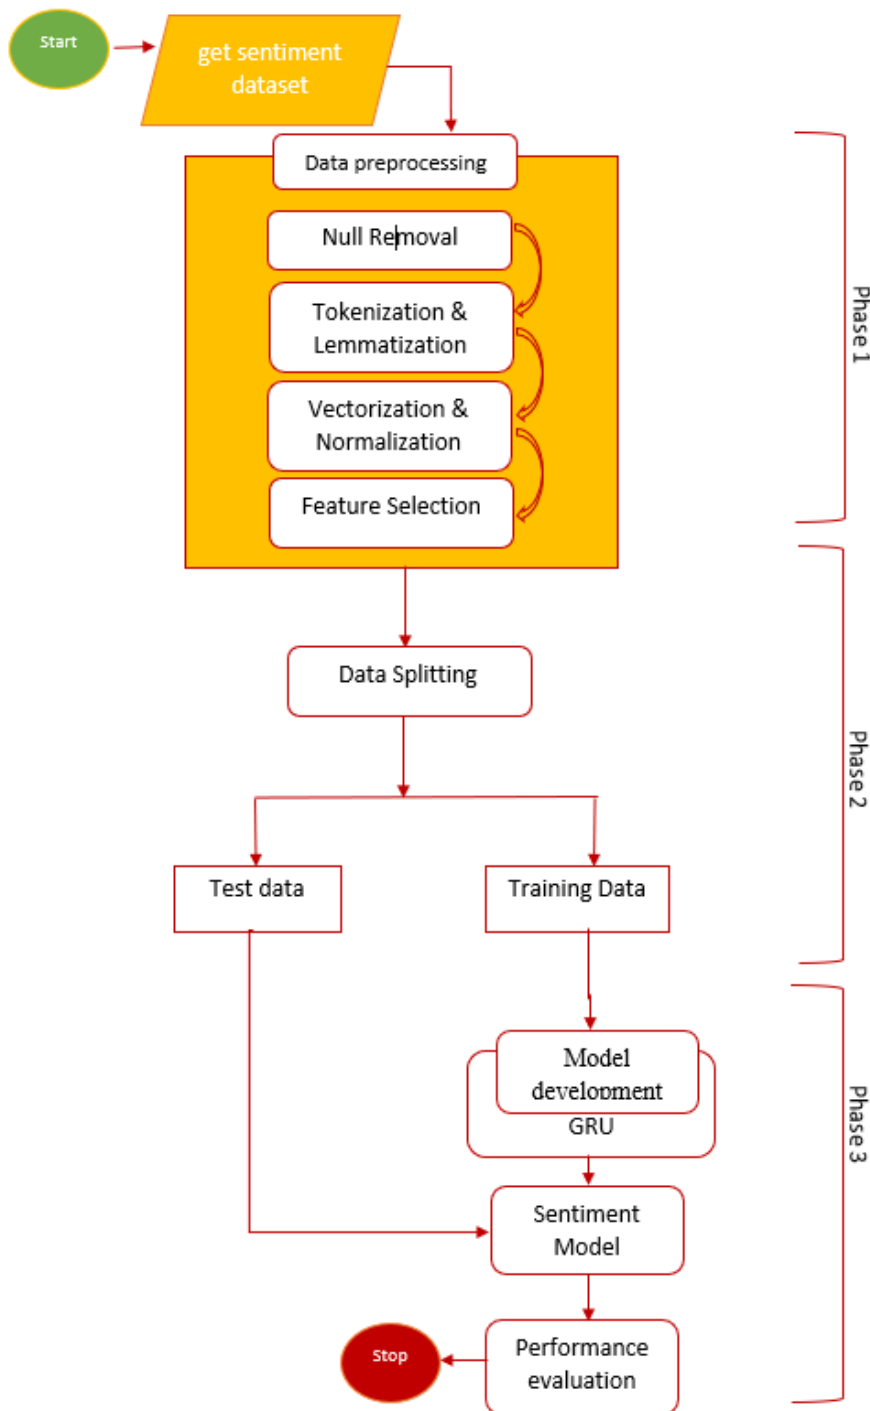 Start
get sentiment
dataset
Data preprocessing
Null Removal
Tokenization &
Lemmatization
Vectorization &
Normalization
Feature Selection
Phase 1
Data Splitting
Test data
Training Data
Phase 2
Model
development
GRU
Sentiment
Model
Performance
evaluation
Stop
Phase 3